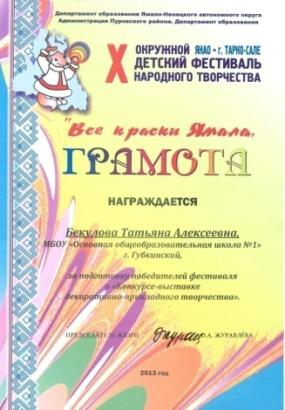 Департамент образования Ямало-Ненецкого автономного округа
Администрация Пуровского района. Департамент образования
X ОКРУЖНОЙ ЯНАО - г. ТАРКО-САЛЕ
ДЕТСКИЙ ФЕСТИВАЛЬ
НАРОДНОГО ТВОРЧЕСТВА
"Все краски Ямала,
ГРАМОТА
НАГРАЖДАЕТСЯ
Бекулова Татьяна Алексеевна,
МБОУ «Основная общеобразовательная школа №1»
г. Губкинский,
за подготовку победителей фестиваля
в «Конкурсе-выставке
декоративно-прикладного творчества».
ПРЕДСЕДАТЕЛЬ ЖЮРИ
О.А. ЖУРАВЛЁВА
2013 год